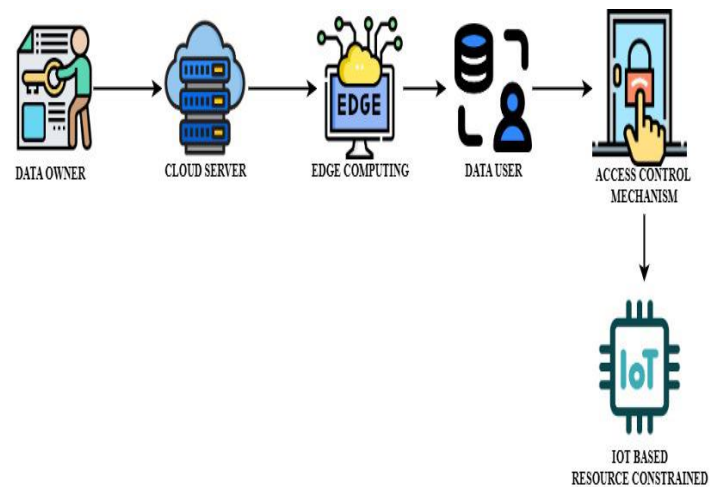 EDGE
DATA OWNER
CLOUD SERVER
EDGE COMPUTING
DATA USER
ACCESS CONTROL
MECHANISM
IoT
IOT BASED
RESOURCE CONSTRAINED